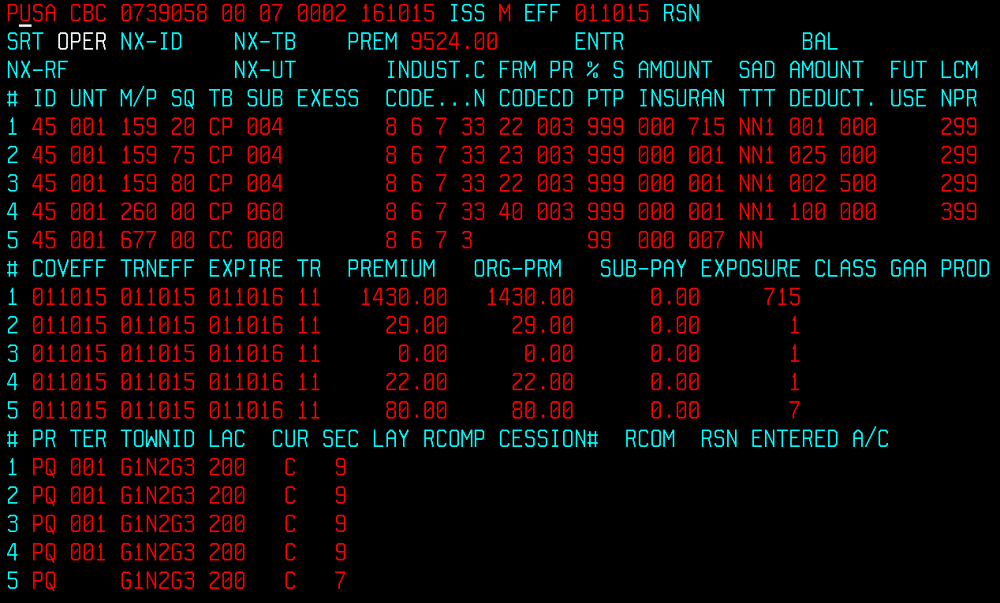 PUSA CBC 0739058 00 07 0002 161015 ISS M EFF 011015 RSN
SRT OPER NX-ID NX-TB PREM 9524.00 ENTR BAL
NX-RF NX-UT INDUST.C FRM PR % S AMOUNT SAD AMOUNT FUT LCM
# ID UNT M/P SQ TB SUB EXESS CODE...N CODECD PTP INSURAN TTT DEDUCT. USE NPR
1 45 001 159 20 CP 004 8 6 7 33 22 003 999 000 715 NN1 001 000 299
2 45 001 159 75 CP 004 8 6 7 33 23 003 999 000 001 NN1 025 000 299
3 45 001 159 80 CP 004 8 6 7 33 22 003 999 000 001 NN1 002 500 299
4 45 001 260 00 CP 060 8 6 7 33 40 003 999 000 001 NN1 100 000 399
5 45 001 677 00 CC 000 8 6 7 3 99 000 007 NN
# COVEFF TRNEFF EXPIRE TR PREMIUM ORG-PRM SUB-PAY EXPOSURE CLASS GAA PROD
1 011015 011015 011016 11 1430.00 1430.00 0.00 715
2 011015 011015 011016 11 29.00 29.00 0.00 1
3 011015 011015 011016 11 0.00 0.00 0.00 1
4 011015 011015 011016 11 22.00 22.00 0.00 1
5 011015 011015 011016 11 80.00 80.00 0.00 7
# PR TER TOWNID LAC CUR SEC LAY RCOMP CESSION# RCOM RSN ENTERED A/C
1 PQ 001 G1N2G3 200 C 9
2 PQ 001 G1N2G3 200 C 9
3 PQ 001 G1N2G3 200 C 9
4 PQ 001 G1N2G3 200 C 9
5 PQ G1N2G3 200 C 7